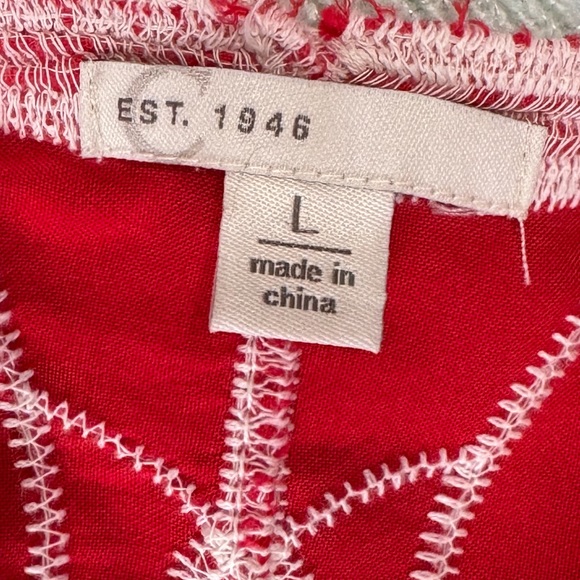 C
EST. 1946
L
made in
china